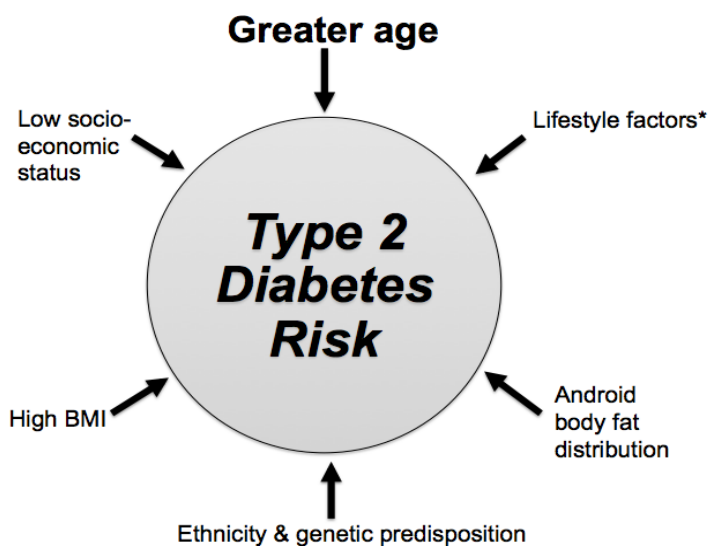 Greater age
Low socio-
economic
status
Lifestyle factors*
Type 2
Diabetes
Risk
High BMI
Android
body fat
distribution
Ethnicity & genetic predisposition